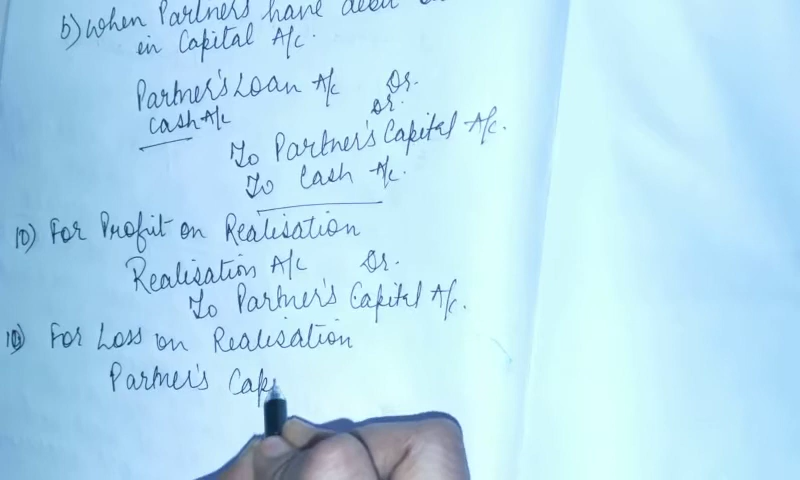 b) When Partners have debit
in Capital A/c.
Partner's Loan A/c Dr.
Cash A/c Dr.
To Partner's Capital A/c.
To Cash A/c.
10) For Profit on Realisation
Realisation A/c Dr.
To Partner's Capital A/c.
For Loss on Realisation
Partner's Cap